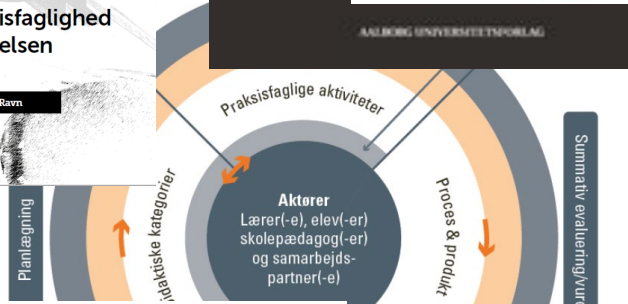 isfaglighed
elsen
Ravn
AALBORG UNIVERSITETSFORLAG
Praksisfaglige aktiviteter
idaktiske kategorier
Proces & produkt
Aktører
Lærer(-e), elev(-er)
skolepædagog(-er)
og samarbejds-
partner(-e)
Planlægning
Summativ evaluering/vurd